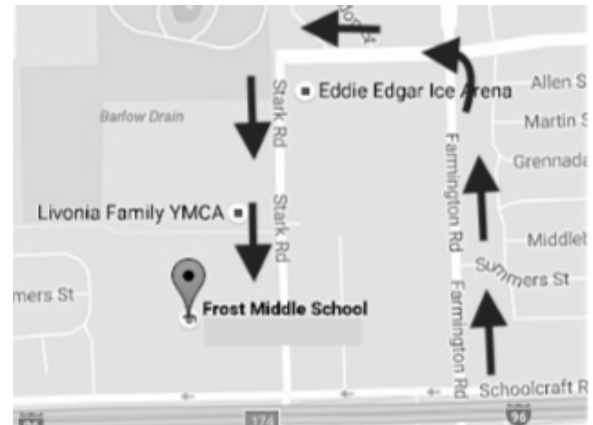 Stark Rd
Eddie Edgar Ice Arena
Allen S
Barlow Drain
Martin S
Farmington Rd
Grennada
Livonia Family YMCA
Stark Rd
Middleb
Summers St
mers St
Frost Middle School
Farmington Rd
Schoolcraft R
174
96